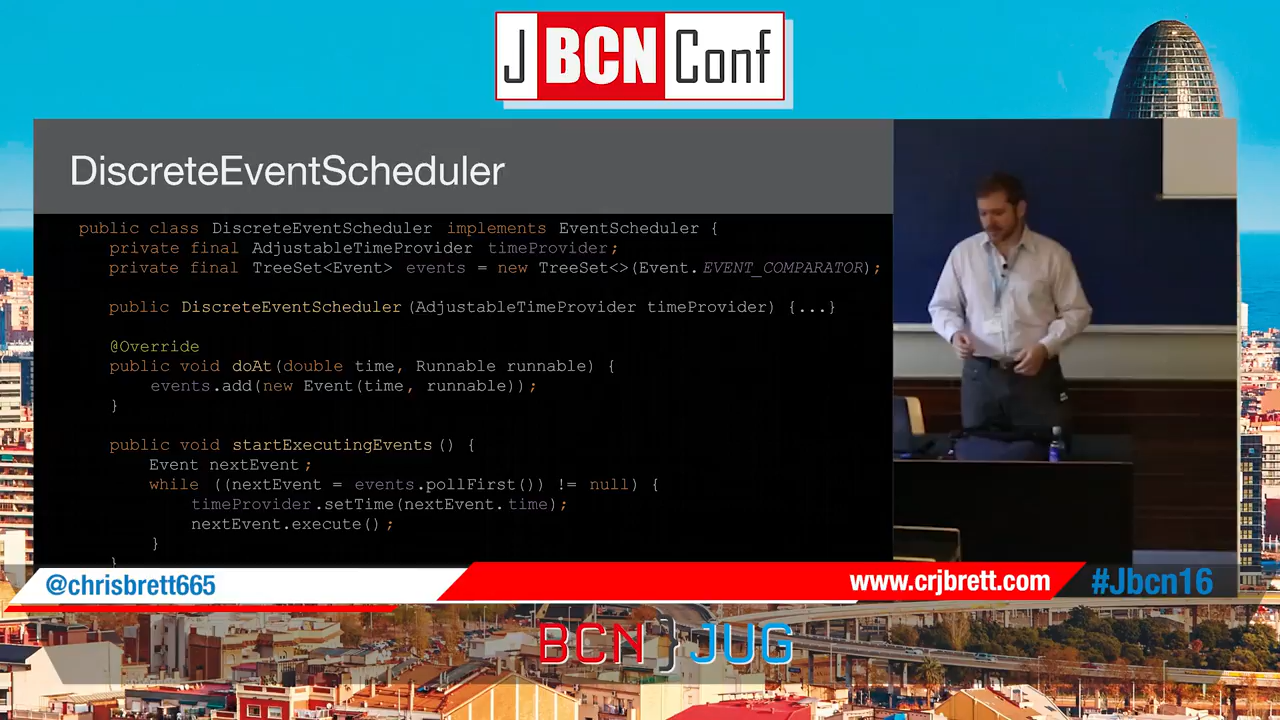 J BCN Conf
DiscreteEventScheduler
public class DiscreteEventScheduler implements EventScheduler {
private final AdjustableTimeProvider timeProvider;
private final TreeSet<Event> events = new TreeSet<>(Event.EVENT_COMPARATOR);
public DiscreteEventScheduler(AdjustableTimeProvider timeProvider) {...}
@Override
public void doAt(double time, Runnable runnable) {
events.add(new Event(time, runnable));
}
public void startExecutingEvents() {
Event nextEvent;
while ((nextEvent = events.pollFirst()) != null) {
timeProvider.setTime(nextEvent.time);
nextEvent.execute();
}
}
@chrisbrett665
www.crjbrett.com
#Jbcn16
BCN}JUG